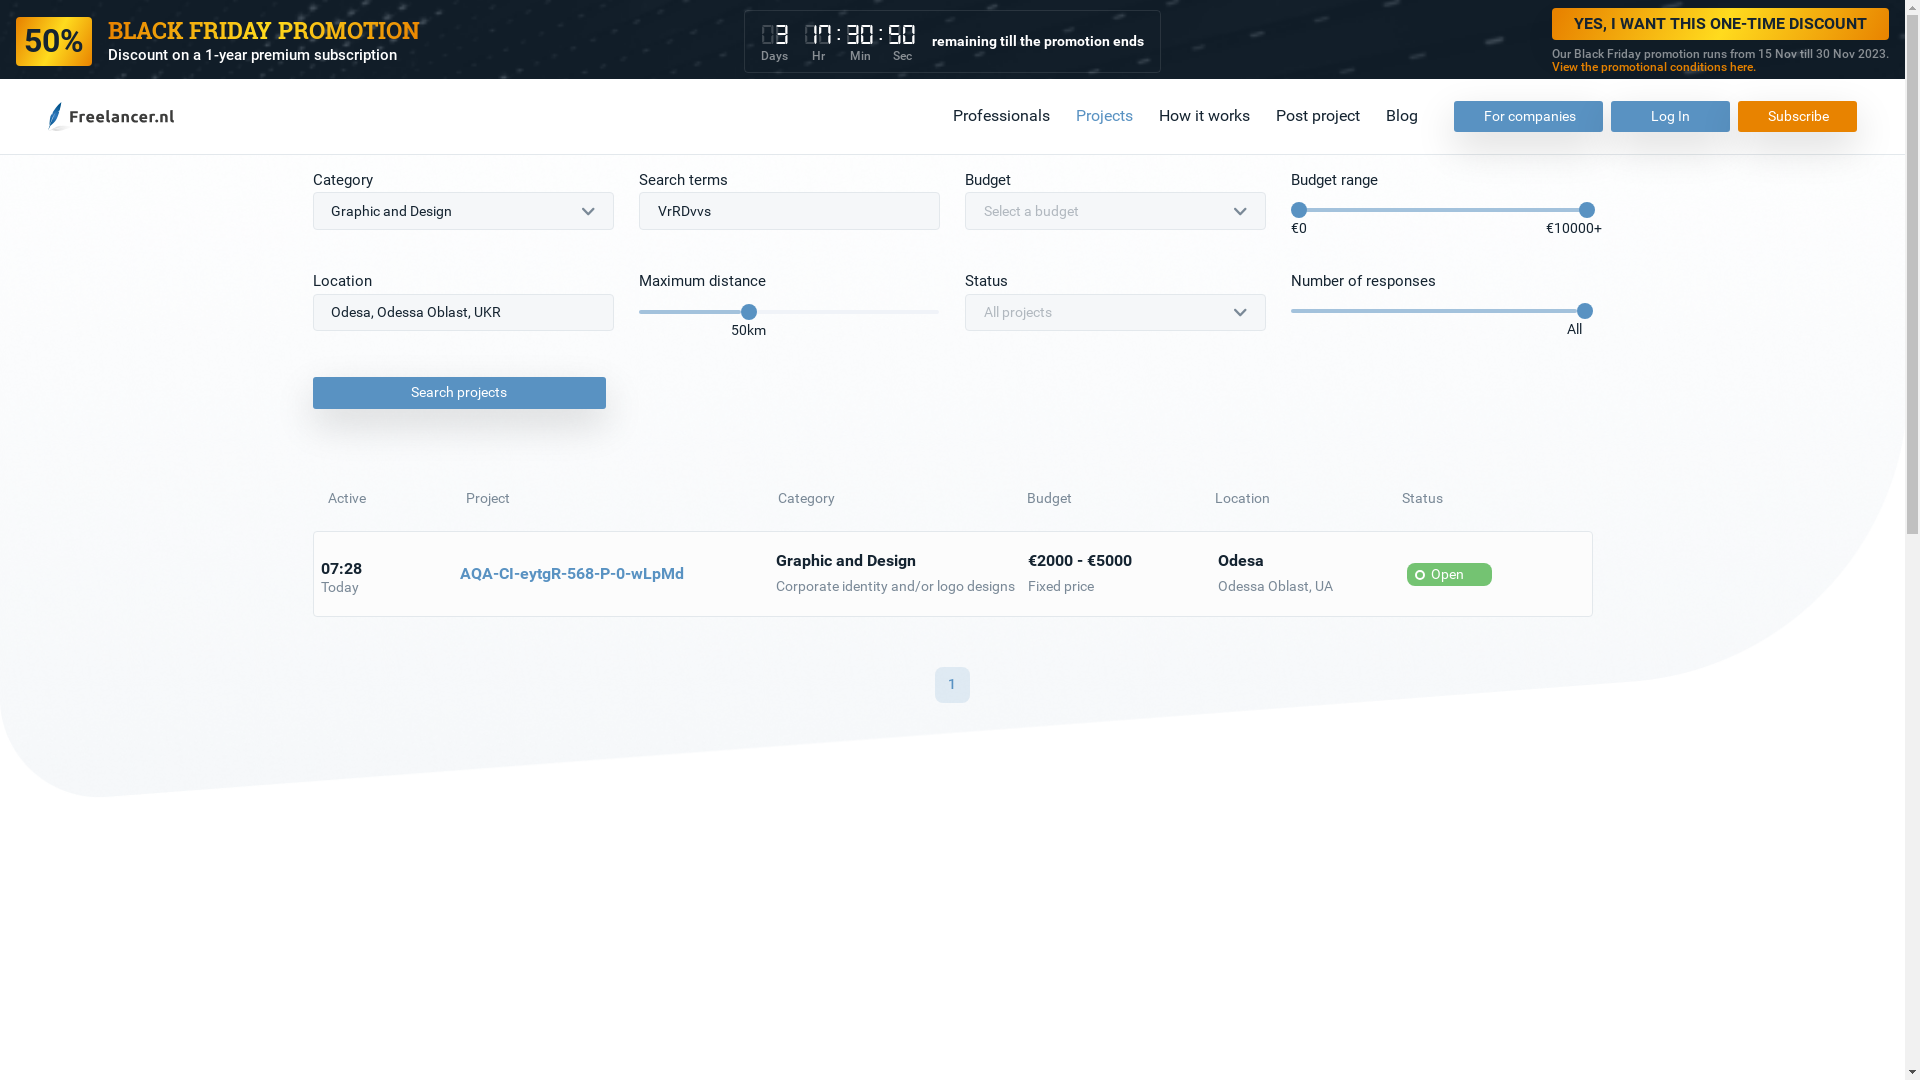 50%
BLACK FRIDAY PROMOTION
Discount on a 1-year premium subscription
3 17:30:50
Days Hr Min Sec
remaining till the promotion ends
YES, I WANT THIS ONE-TIME DISCOUNT
Our Black Friday promotion runs from 15 Nov till 30 Nov 2023.
View the promotional conditions here.
Freelancer.nl
Professionals Projects How it works Post project Blog For companies Log In Subscribe
Category Search terms Budget Budget range
Graphic and Design VrRDvvs Select a budget
€0 €10000+
Location Maximum distance Status Number of responses
Odesa, Odessa Oblast, UKR All projects
50km All
Search projects
Active Project Category Budget Location Status
07:28
Today
AQA-CI-eytgR-568-P-0-wLpMd
Graphic and Design
Corporate identity and/or logo designs
€2000 - €5000
Fixed price
Odesa
Odessa Oblast, UA
Open
1